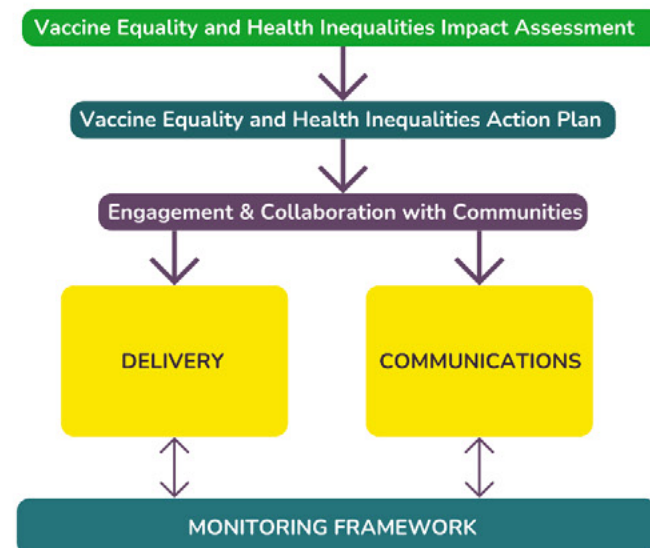 Vaccine Equality and Health Inequalities Impact Assessment
Vaccine Equality and Health Inequalities Action Plan
Engagement & Collaboration with Communities
DELIVERY
COMMUNICATIONS
MONITORING FRAMEWORK